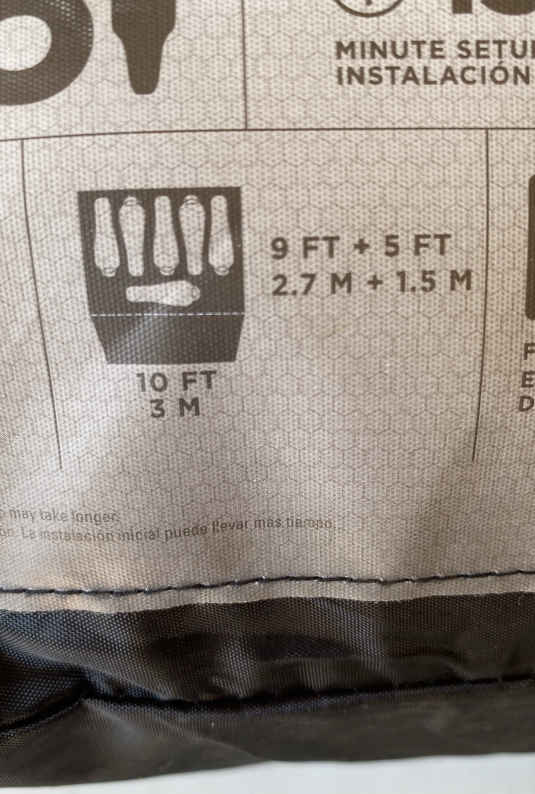 MINUTE SETU
INSTALACIÓN
9 FT + 5 FT
2.7 M + 1.5 M
10 FT
3 M
may take longer.
ón. La instalación inicial puede llevar más tiempo.